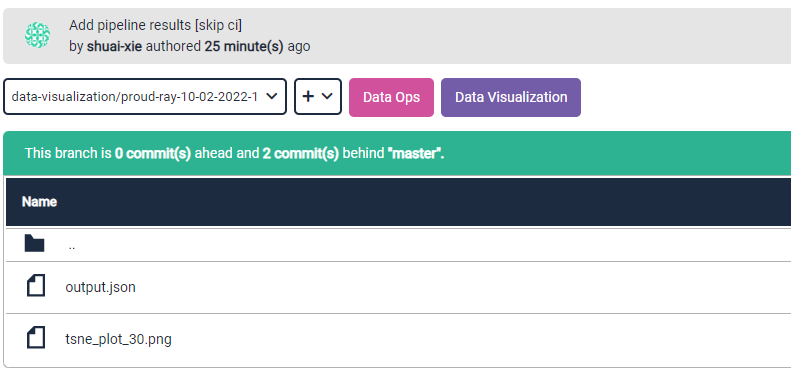 Add pipeline results [skip ci]
by shuai-xie authored 25 minute(s) ago
data-visualization/proud-ray-10-02-2022-1 + Data Ops Data Visualization
This branch is 0 commit(s) ahead and 2 commit(s) behind "master".
Name
..
output.json
tsne_plot_30.png